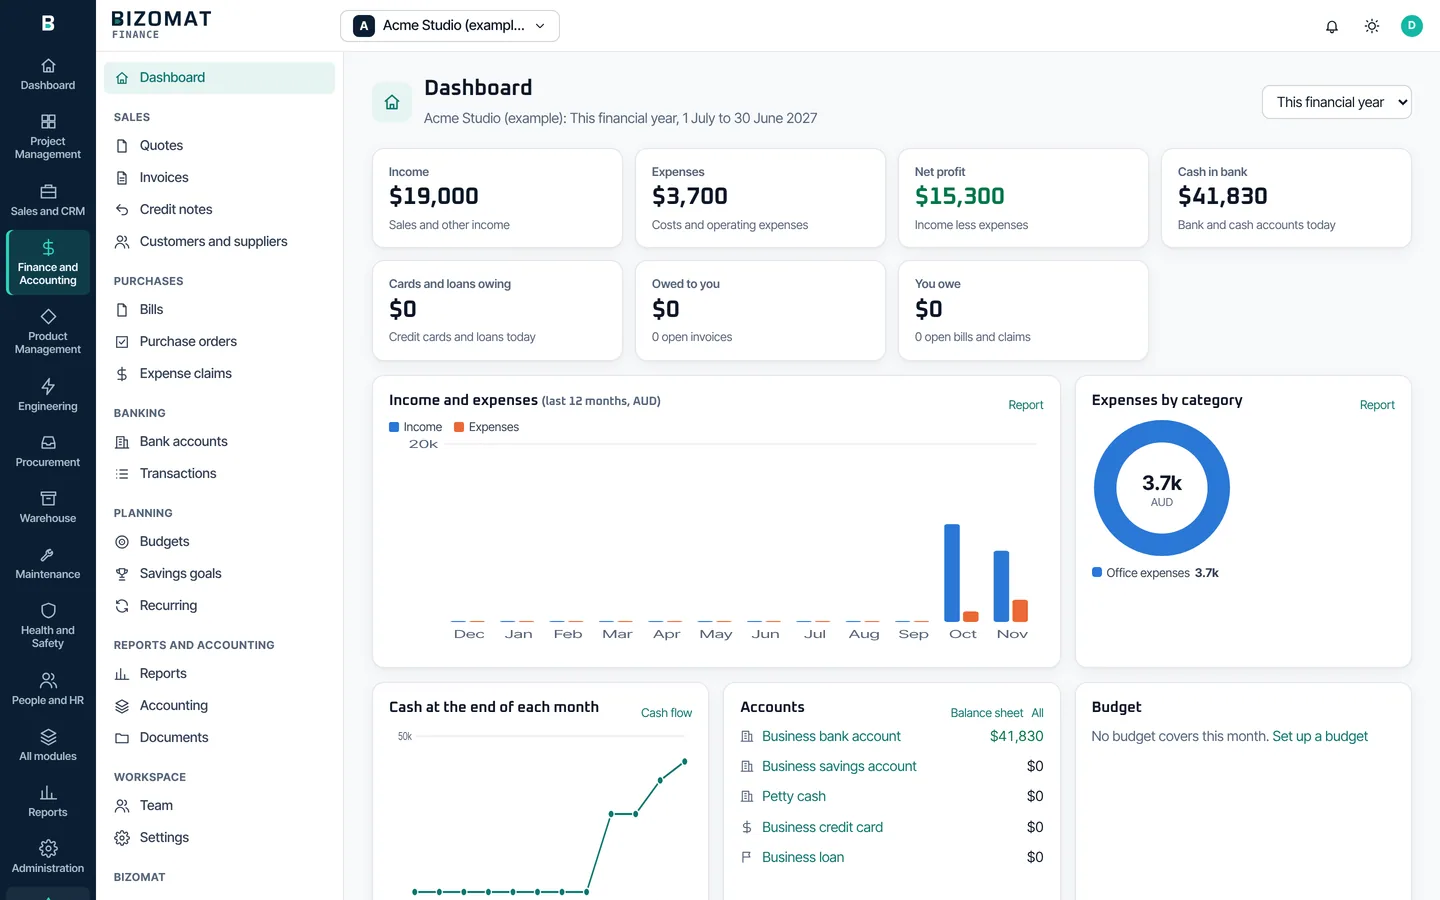 B
Dashboard
Project
Management
Sales and CRM
Finance and
Accounting
Product
Management
Engineering
Procurement
Warehouse
Maintenance
Health and
Safety
People and HR
All modules
Reports
Administration
BIZOMAT
FINANCE
A
Acme Studio (exampl...
D
Dashboard
SALES
Quotes
Invoices
Credit notes
Customers and suppliers
PURCHASES
Bills
Purchase orders
Expense claims
BANKING
Bank accounts
Transactions
PLANNING
Budgets
Savings goals
Recurring
REPORTS AND ACCOUNTING
Reports
Accounting
Documents
WORKSPACE
Team
Settings
BIZOMAT
Dashboard
Acme Studio (example): This financial year, 1 July to 30 June 2027
This financial year
Income
$19,000
Sales and other income
Expenses
$3,700
Costs and operating expenses
Net profit
$15,300
Income less expenses
Cash in bank
$41,830
Bank and cash accounts today
Cards and loans owing
$0
Credit cards and loans today
Owed to you
$0
0 open invoices
You owe
$0
0 open bills and claims
Income and expenses (last 12 months, AUD)
Report
Income Expenses
20k
Dec Jan Feb Mar Apr May Jun Jul Aug Sep Oct Nov
Expenses by category
Report
3.7k
AUD
Office expenses 3.7k
Cash at the end of each month
Cash flow
50k
Accounts
Balance sheet All
Business bank account $41,830
Business savings account $0
Petty cash $0
Business credit card $0
Business loan $0
Budget
No budget covers this month. Set up a budget